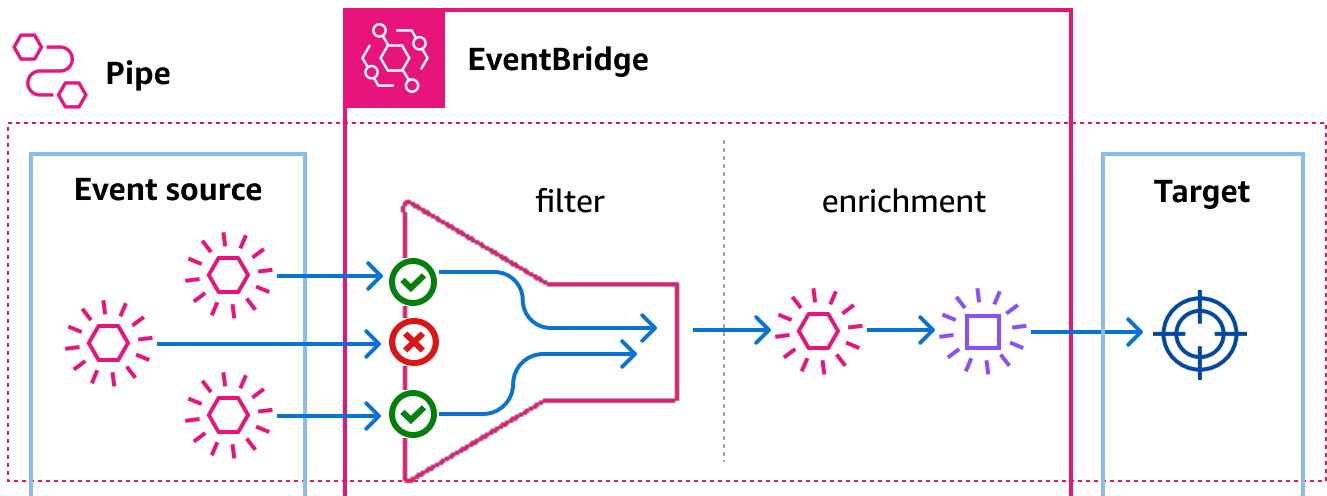 Pipe
EventBridge
Event source
filter
enrichment
Target